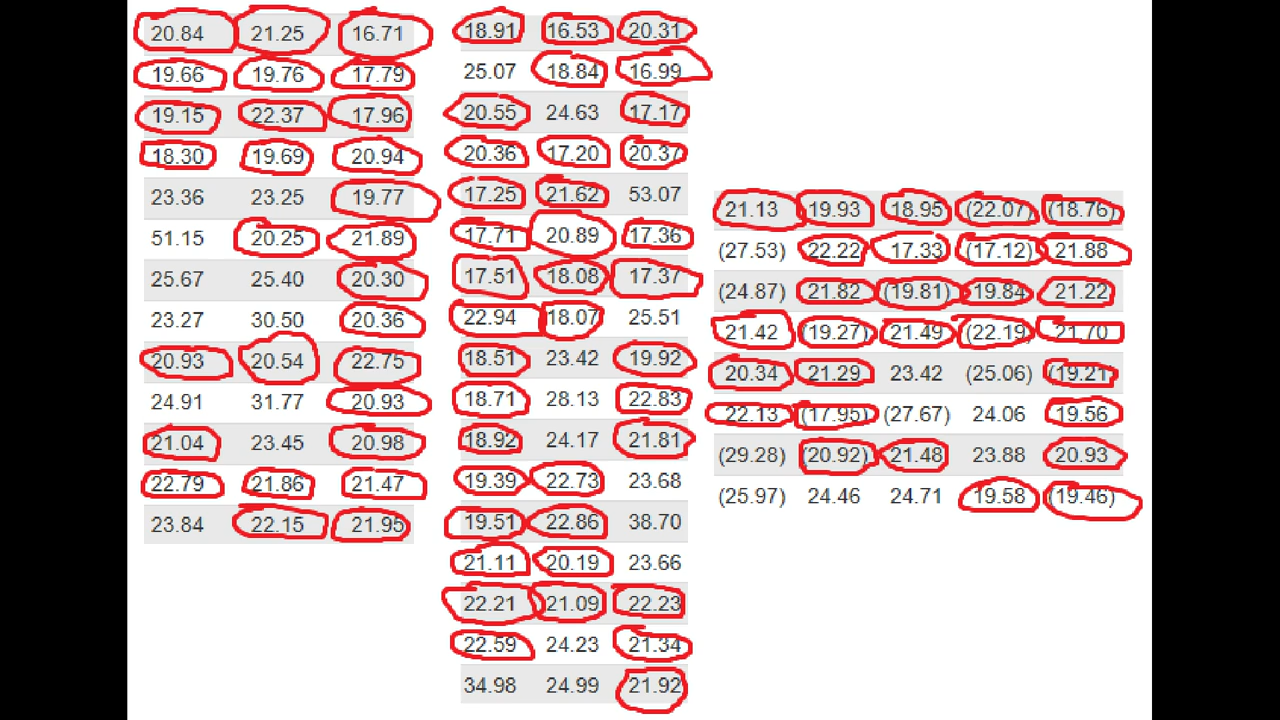 20.84 21.25 16.71
19.66 19.76 17.79
19.15 22.37 17.96
18.30 19.69 20.94
23.36 23.25 19.77
51.15 20.25 21.89
25.67 25.40 20.30
23.27 30.50 20.36
20.93 20.54 22.75
24.91 31.77 20.93
21.04 23.45 20.98
22.79 21.86 21.47
23.84 22.15 21.95
18.91 16.53 20.31
25.07 18.84 16.99
20.55 24.63 17.17
20.36 17.20 20.37
17.25 21.62 53.07
17.71 20.89 17.36
17.51 18.08 17.37
22.94 18.07 25.51
18.51 23.42 19.92
18.71 28.13 22.83
18.92 24.17 21.81
19.39 22.73 23.68
19.51 22.86 38.70
21.11 20.19 23.66
22.21 21.09 22.23
22.59 24.23 21.34
34.98 24.99 21.92
21.13 19.93 18.95 (22.07) (18.76)
(27.53) 22.22 17.33 (17.12) 21.88
(24.87) 21.82 (19.81) 19.84 21.22
21.42 (19.27) 21.49 (22.19) 21.70
20.34 21.29 23.42 (25.06) (19.21)
22.13 (17.95) (27.67) 24.06 19.56
(29.28) (20.92) 21.48 23.88 20.93
(25.97) 24.46 24.71 19.58 (19.46)